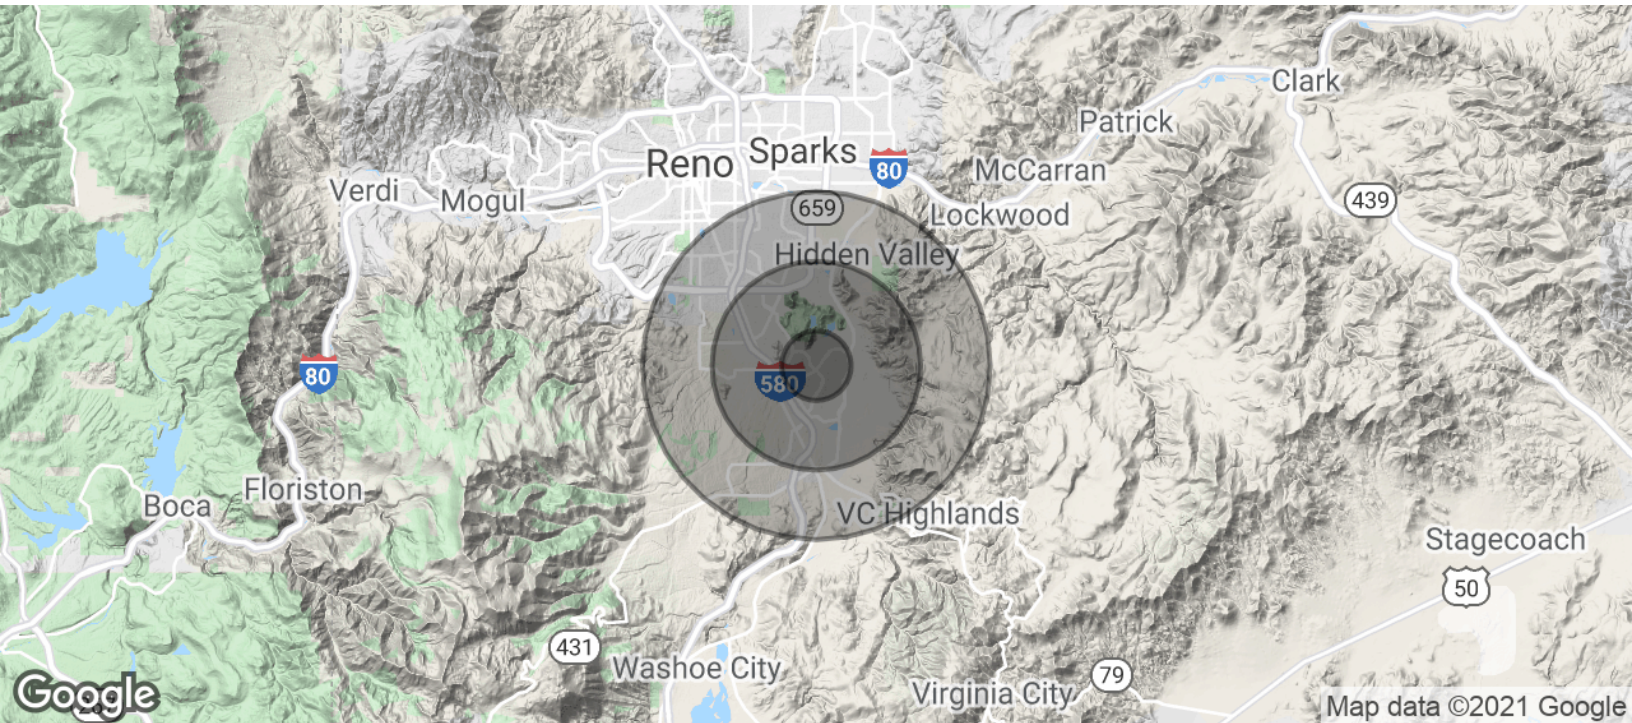 Clark
Patrick
Sparks
Reno
80
McCarran
Verdi
Mogul
439
659
Lockwood
Hidden Valley
80
580
Floriston
Boca
VC Highlands
Stagecoach
50
431
Washoe City
79
Virginia City
Google
Map data ©2021 Google